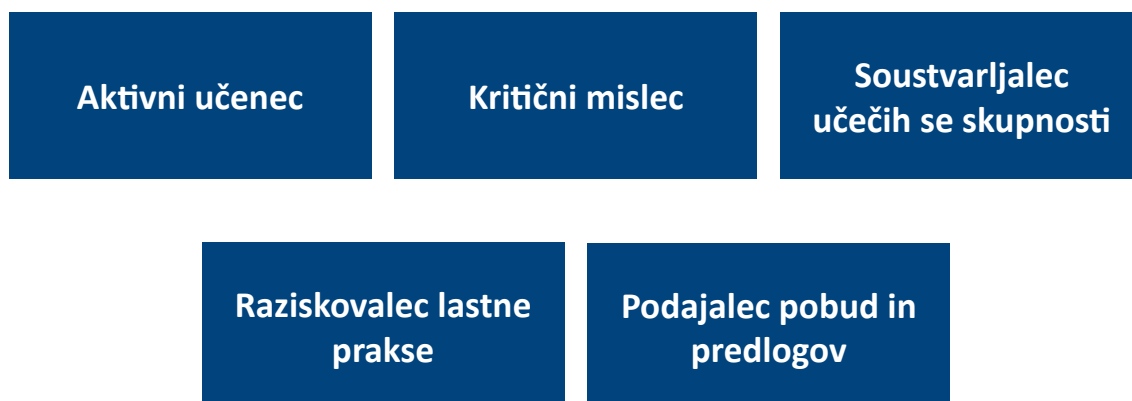 Aktivni učenec
Kritični mislec
Soustvarljalec
učečih se skupnosti
Raziskovalec lastne
prakse
Podajalec pobud in
predlogov